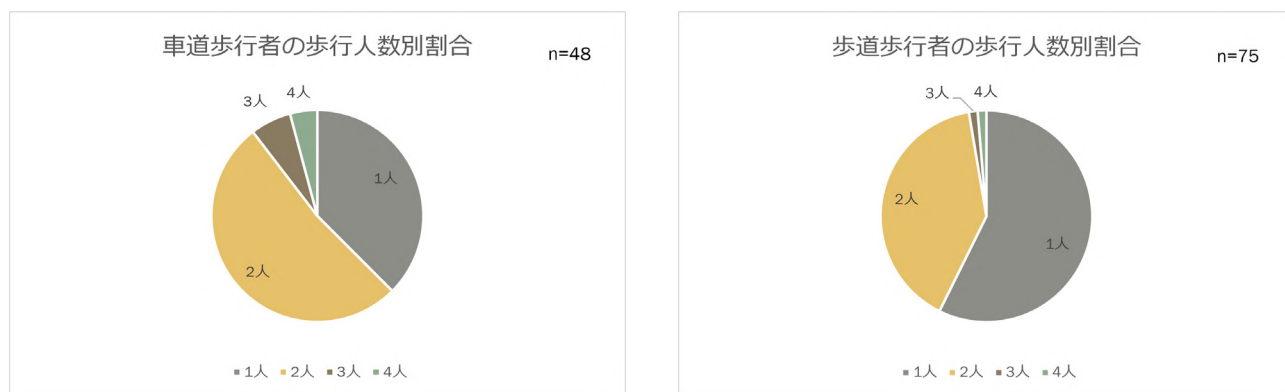 車道歩行者の歩行人数別割合
n=48
3人
4人
1人
2人
■1人 ■2人 ■3人 ■4人
歩道歩行者の歩行人数別割合
n=75
3人
4人
2人
1人
■1人 ■2人 ■3人 ■4人